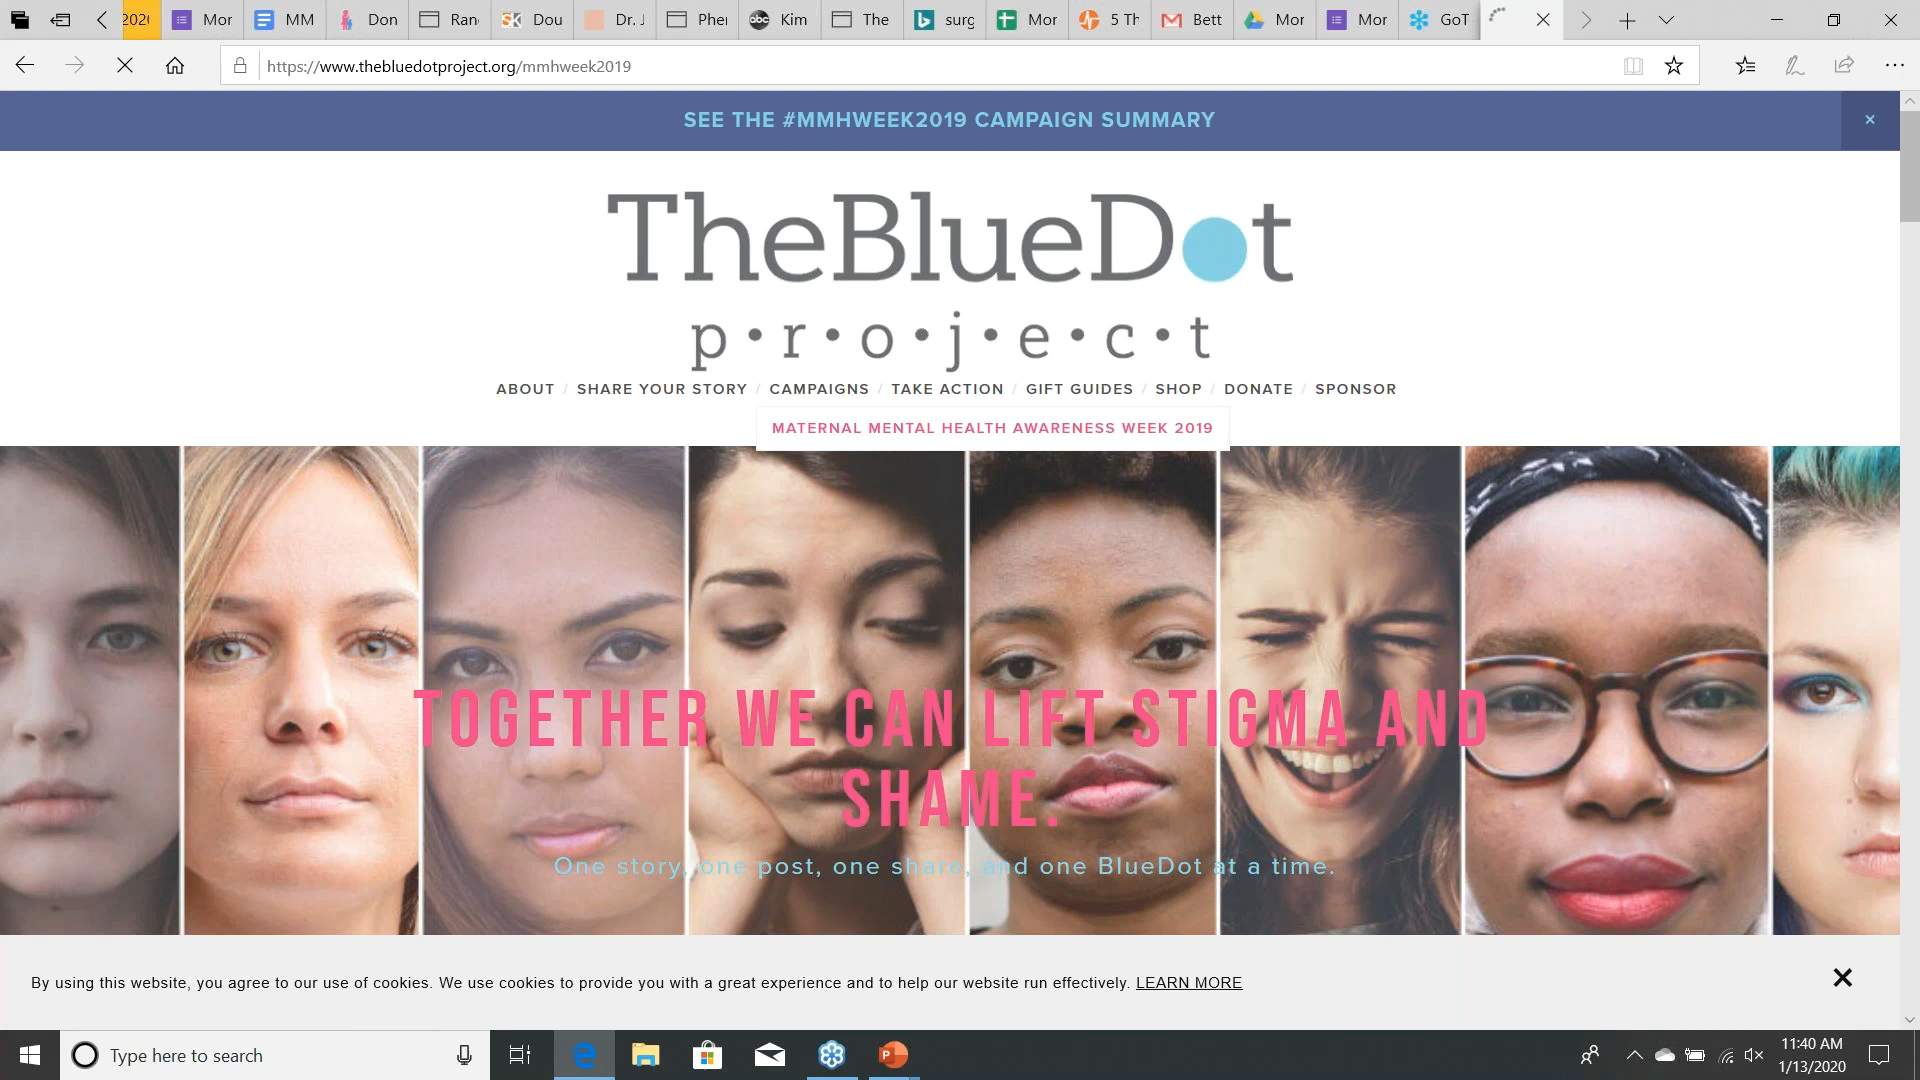 202
Mor
MM
Don
Ran
SK
Dou
Dr. J
Phe
abc
Kim
The
surg
Mor
5 Th
Bett
Mor
Mor
GoT
https://www.thebluedotproject.org/mmhweek2019
SEE THE #MMHWEEK2019 CAMPAIGN SUMMARY
TheBlueDot
p•r•o•j•e•c•t
ABOUT / SHARE YOUR STORY / CAMPAIGNS / TAKE ACTION / GIFT GUIDES / SHOP / DONATE / SPONSOR
MATERNAL MENTAL HEALTH AWARENESS WEEK 2019
TOGETHER WE CAN LIFT STIGMA AND
SHAME.
One story, one post, one share, and one BlueDot at a time.
By using this website, you agree to our use of cookies. We use cookies to provide you with a great experience and to help our website run effectively. LEARN MORE
Type here to search
11:40 AM
1/13/2020